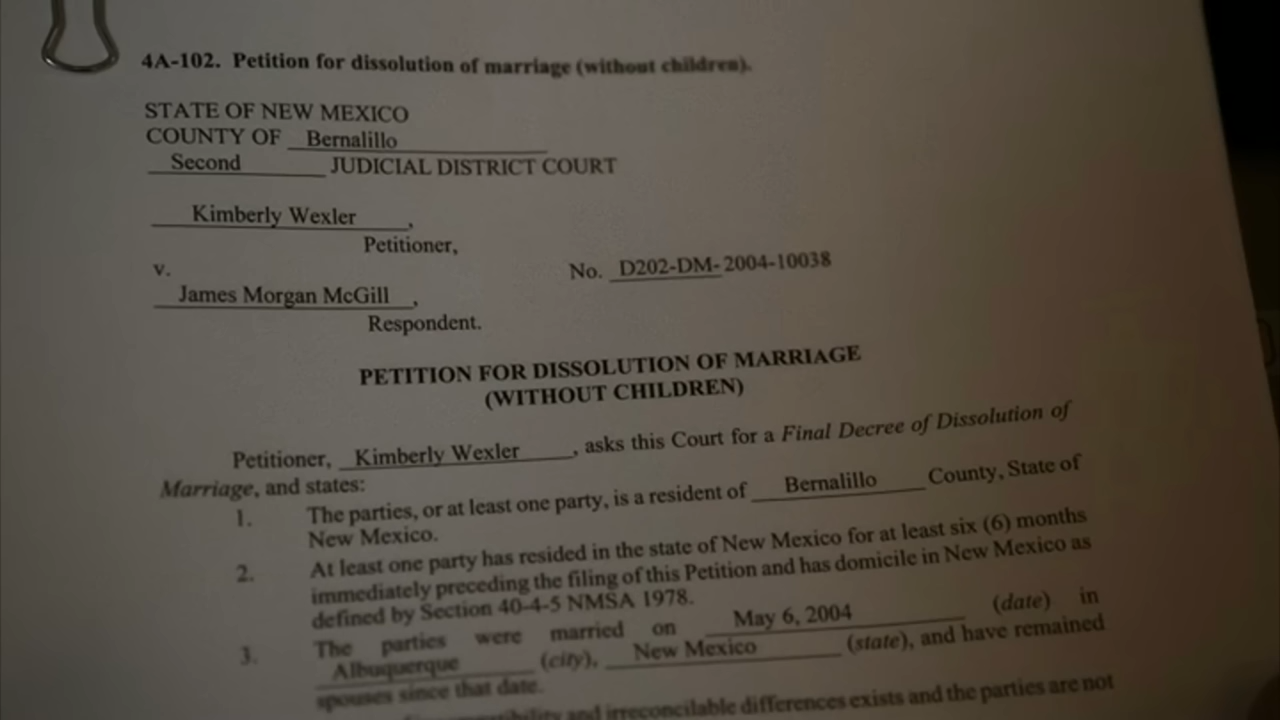 4A-102. Petition for dissolution of marriage (without children).
STATE OF NEW MEXICO
COUNTY OF Bernalillo
Second JUDICIAL DISTRICT COURT
Kimberly Wexler,
Petitioner,
v.
No. D202-DM-2004-10038
James Morgan McGill,
Respondent.
PETITION FOR DISSOLUTION OF MARRIAGE
(WITHOUT CHILDREN)
Petitioner, Kimberly Wexler, asks this Court for a Final Decree of Dissolution of
Marriage, and states:
1. The parties, or at least one party, is a resident of Bernalillo County, State of
New Mexico.
2. At least one party has resided in the state of New Mexico for at least six (6) months
immediately preceding the filing of this Petition and has domicile in New Mexico as
defined by Section 40-4-5 NMSA 1978.
3. The parties were married on May 6, 2004 (date) in
Albuquerque (city), New Mexico (state), and have remained
spouses since that date.
and irreconcilable differences exists and the parties are not